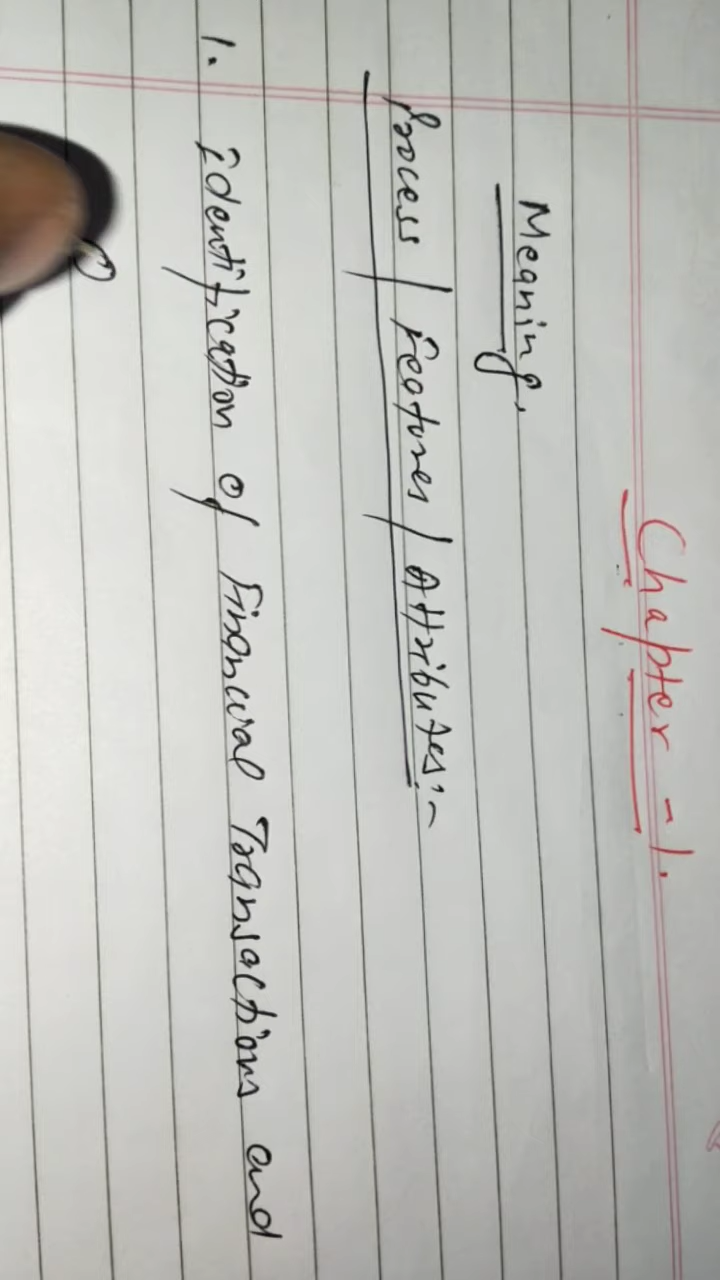 Chapter - 1.
Meaning,
Process / Features / Attributes:-
1. Identification of Financial Transactions and